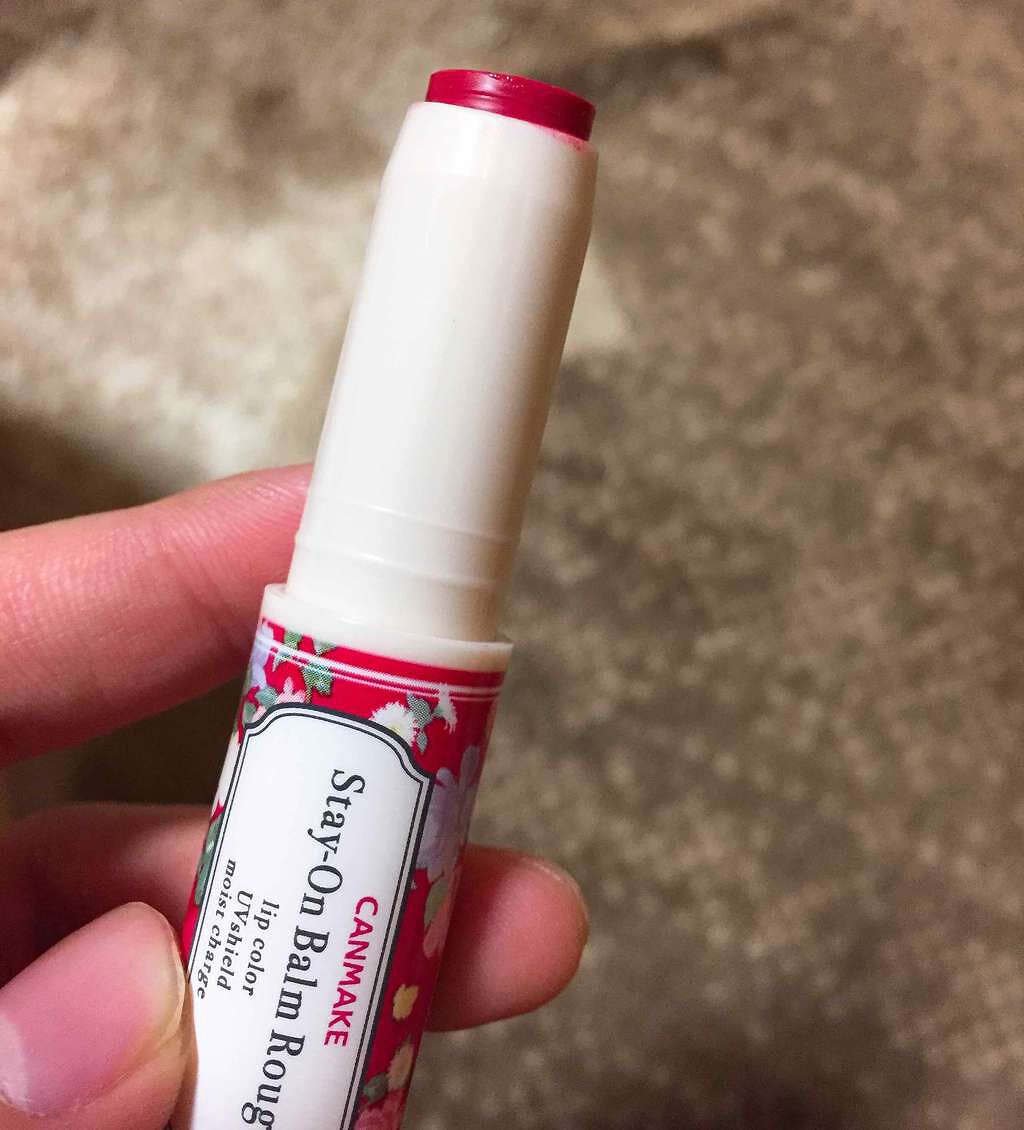 CANMAKE
Stay-On Balm Roug
lip color
UVshield
moist charge